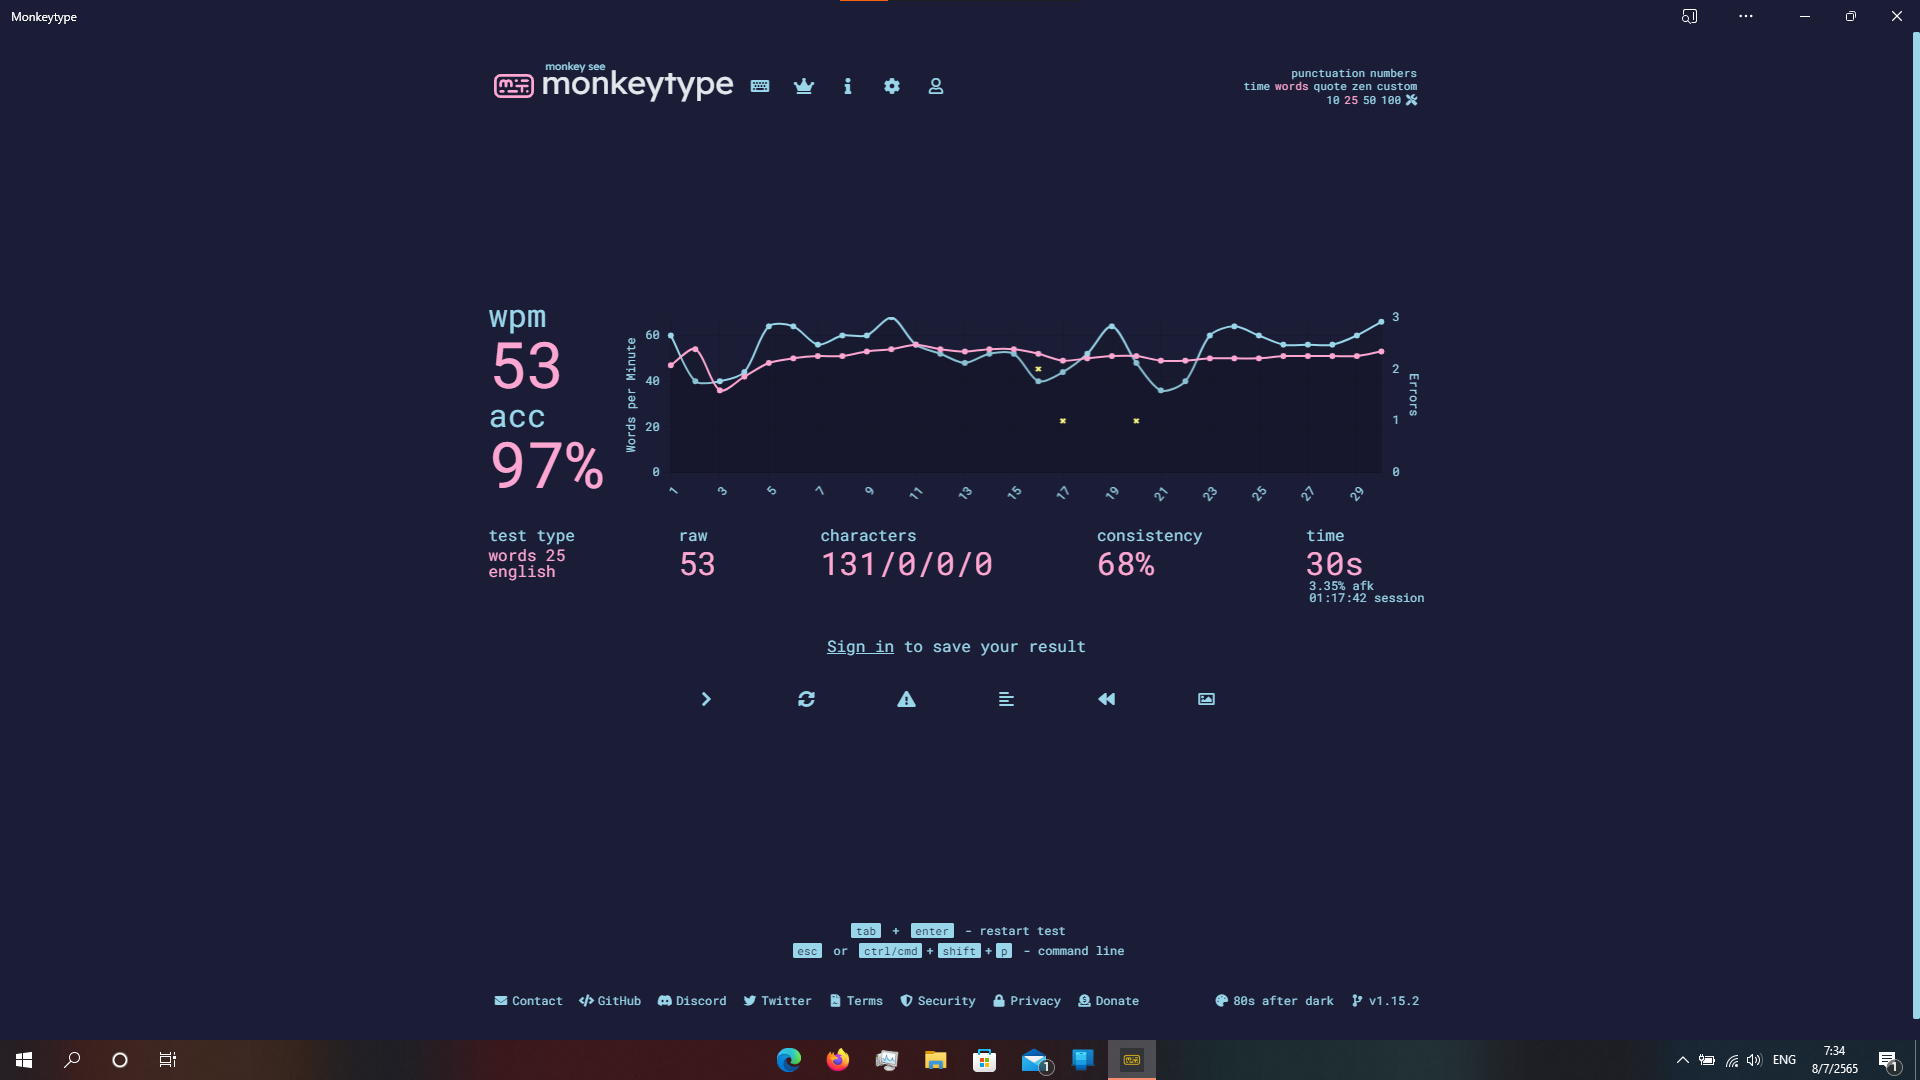 Monkeytype
monkey see
monkeytype
punctuation numbers
time words quote zen custom
10 25 50 100
wpm
53
acc
97%
Words per Minute
60
40
20
0
3
2
1
0
Errors
1 3 5 7 9 11 13 15 17 19 21 23 25 27 29
test type
words 25
english
raw
53
characters
131/0/0/0
consistency
68%
time
30s
3.35% afk
01:17:42 session
Sign in to save your result
tab + enter - restart test
esc or ctrl/cmd + shift + p - command line
Contact GitHub Discord Twitter Terms Security Privacy Donate 80s after dark v1.15.2
1
ENG
7:34
8/7/2565
1